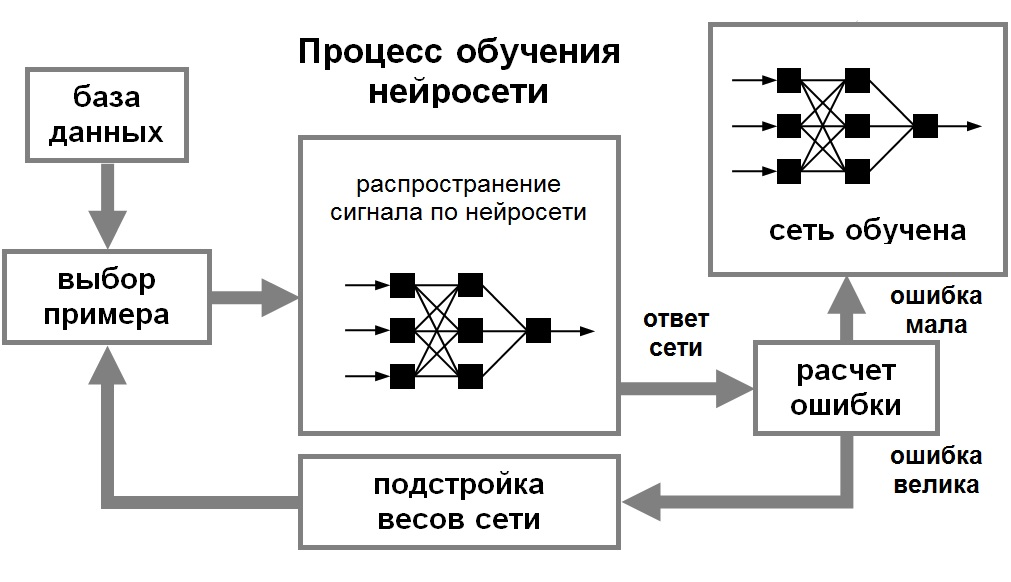 Процесс обучения
нейросети
база
данных
выбор
примера
распространение
сигнала по нейросети
ответ
сети
расчет
ошибки
ошибка
мала
сеть обучена
ошибка
велика
подстройка
весов сети